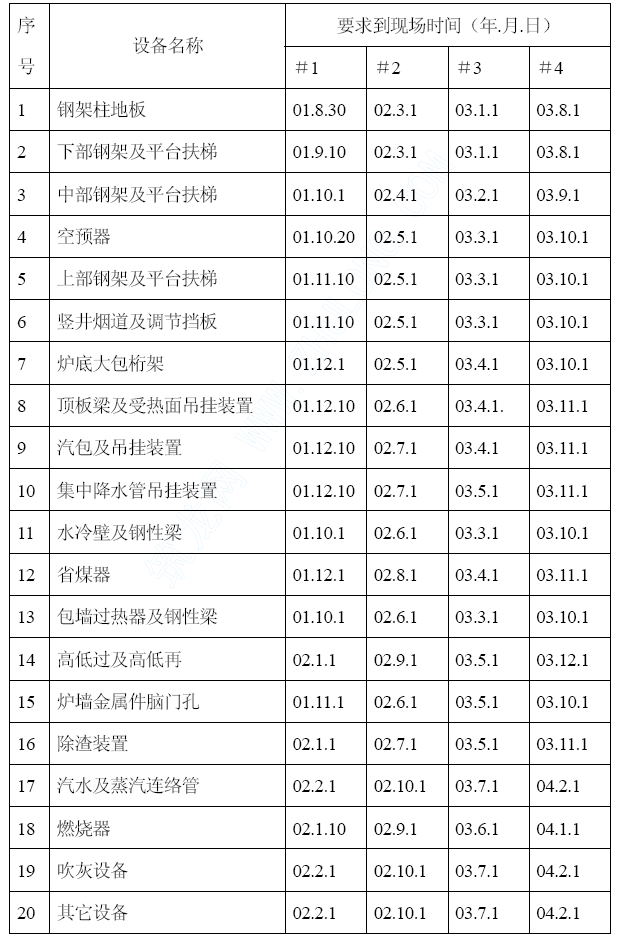 序号 设备名称 要求到现场时间（年.月.日）
＃1 ＃2 ＃3 ＃4
1 钢架柱地板 01.8.30 02.3.1 03.1.1 03.8.1
2 下部钢架及平台扶梯 01.9.10 02.3.1 03.1.1 03.8.1
3 中部钢架及平台扶梯 01.10.1 02.4.1 03.2.1 03.9.1
4 空预器 01.10.20 02.5.1 03.3.1 03.10.1
5 上部钢架及平台扶梯 01.11.10 02.5.1 03.3.1 03.10.1
6 竖井烟道及调节挡板 01.11.10 02.5.1 03.3.1 03.10.1
7 炉底大包桁架 01.12.1 02.5.1 03.4.1 03.10.1
8 顶板梁及受热面吊挂装置 01.12.10 02.6.1 03.4.1. 03.11.1
9 汽包及吊挂装置 01.12.10 02.7.1 03.4.1 03.11.1
10 集中降水管吊挂装置 01.12.10 02.7.1 03.5.1 03.11.1
11 水冷壁及钢性梁 01.10.1 02.6.1 03.3.1 03.10.1
12 省煤器 01.12.1 02.8.1 03.4.1 03.11.1
13 包墙过热器及钢性梁 01.10.1 02.6.1 03.3.1 03.10.1
14 高低过及高低再 02.1.1 02.9.1 03.5.1 03.12.1
15 炉墙金属件脑门孔 01.11.1 02.6.1 03.5.1 03.10.1
16 除渣装置 02.1.1 02.7.1 03.5.1 03.11.1
17 汽水及蒸汽连络管 02.2.1 02.10.1 03.7.1 04.2.1
18 燃烧器 02.1.10 02.9.1 03.6.1 04.1.1
19 吹灰设备 02.2.1 02.10.1 03.7.1 04.2.1
20 其它设备 02.2.1 02.10.1 03.7.1 04.2.1